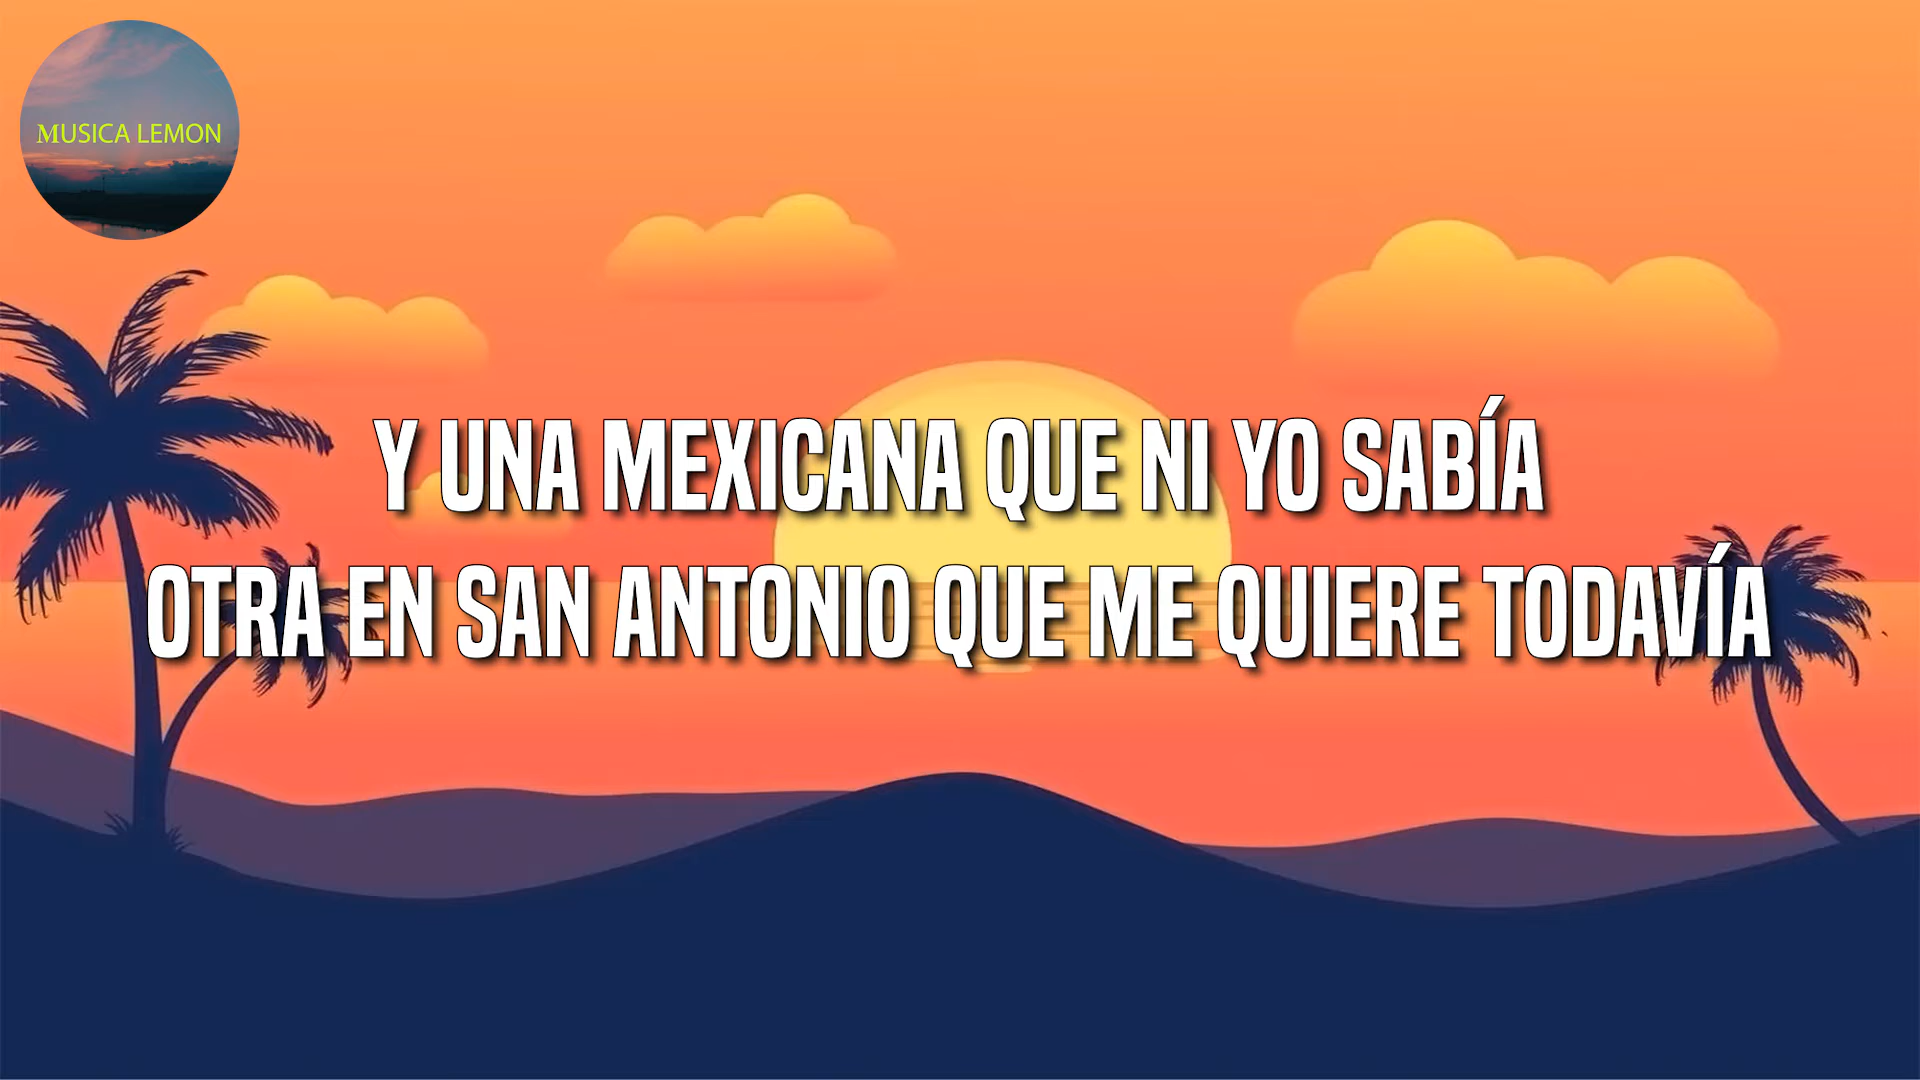 MUSICA LEMON
Y UNA MEXICANA QUE NI YO SABÍA
OTRA EN SAN ANTONIO QUE ME QUIERE TODAVÍA